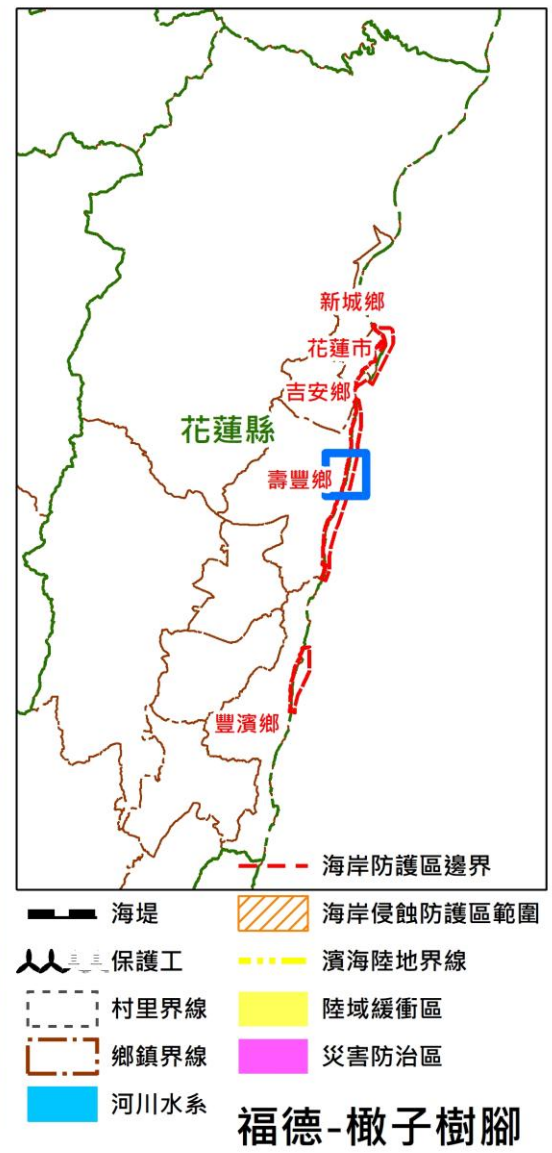 新城鄉
花蓮市
吉安鄉
花蓮縣
壽豐鄉
豐濱鄉
海岸防護區邊界
海堤
海岸侵蝕防護區範圍
保護工
濱海陸地界線
村里界線
陸域緩衝區
鄉鎮界線
災害防治區
河川水系
福德-橄子樹腳